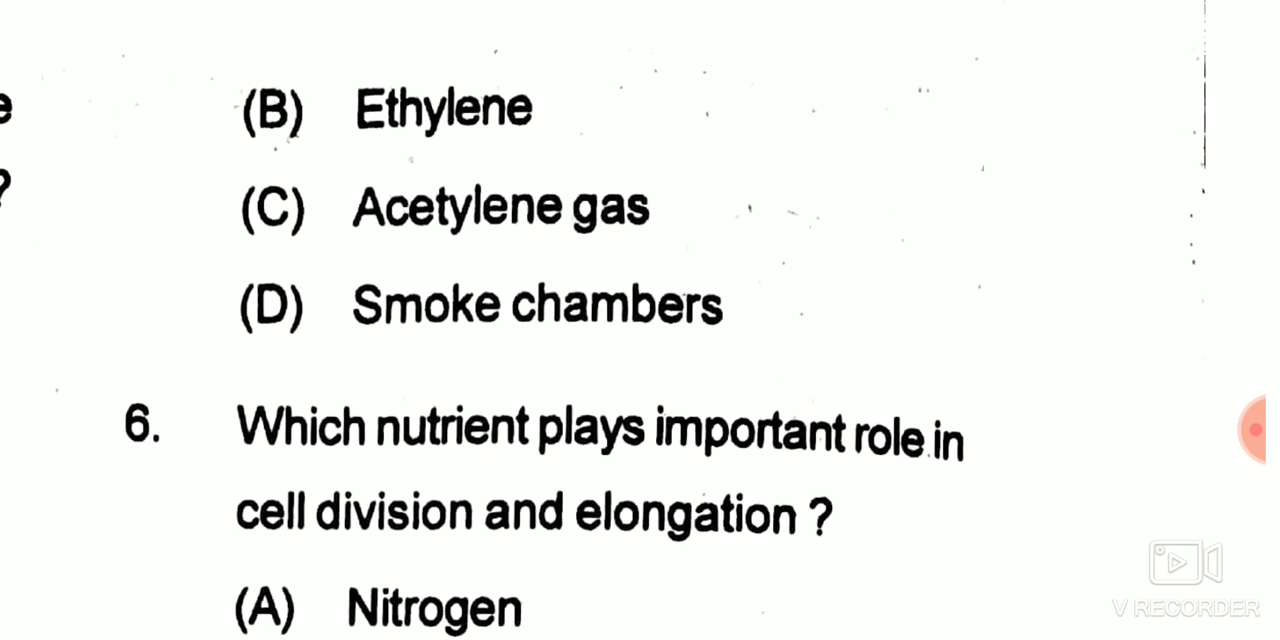 e
?
(B) Ethylene
(C) Acetylene gas
(D) Smoke chambers
6. Which nutrient plays important role in
cell division and elongation ?
(A) Nitrogen
V RECORDER